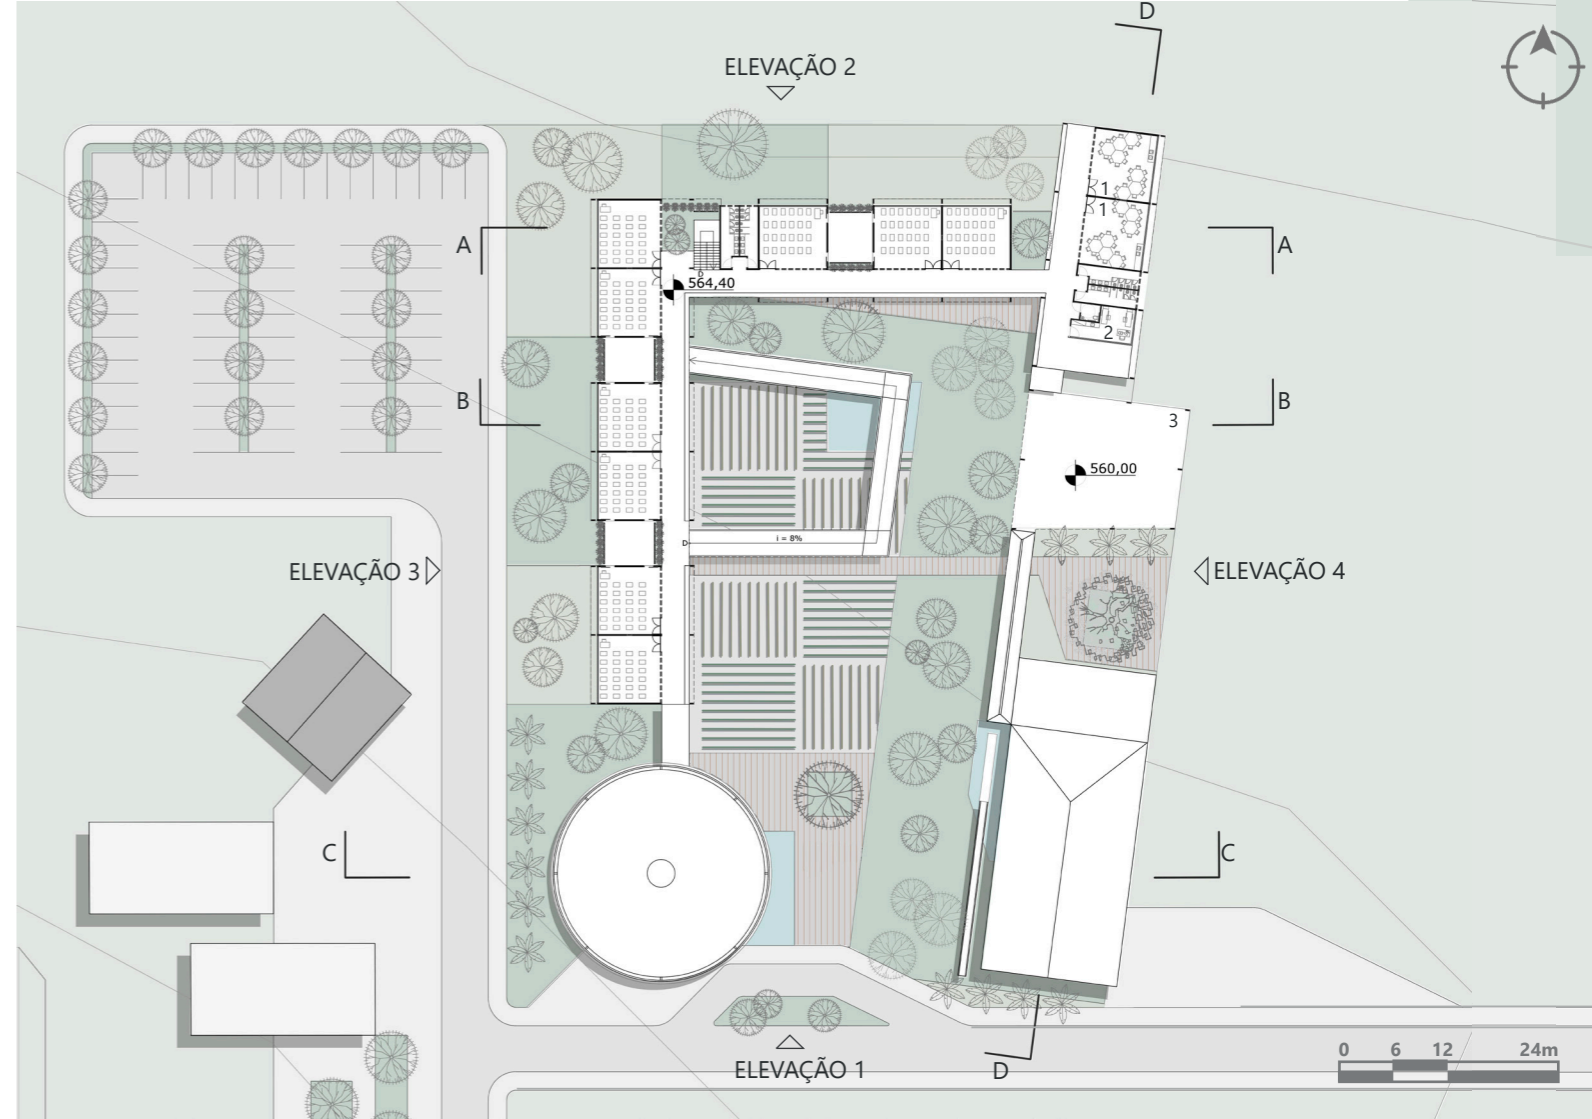 D
ELEVAÇÃO 2
A
A
1
1
D
564,40
2
B
B
3
560,00
D
i = 8%
ELEVAÇÃO 3
ELEVAÇÃO 4
C
C
0 6 12 24m
ELEVAÇÃO 1
D